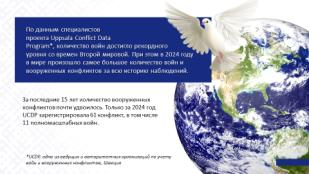 По данным специалистов
проекта Uppsala Conflict Data
Program*, количество войн достигло рекордного
уровня со времен Второй мировой. При этом в 2024 году
в мире произошло самое большое количество войн и
вооруженных конфликтов за всю историю наблюдений.
За последние 15 лет количество вооруженных
конфликтов почти удвоилось. Только за 2024 год
UCDP зарегистрировала 61 конфликт, в том числе
11 полномасштабных войн.
*UCDP, одна из ведущих и авторитетных организаций по учету
войн и вооруженных конфликтов, Швеция